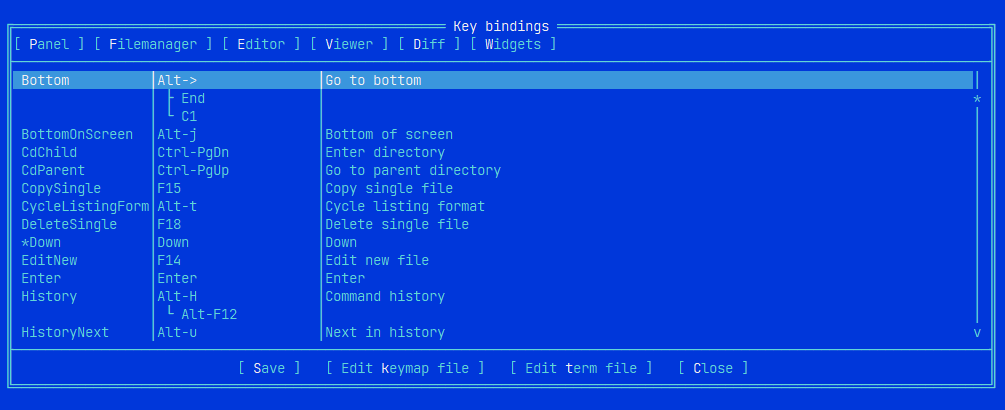 Key bindings
[ Panel ] [ Filemanager ] [ Editor ] [ Viewer ] [ Diff ] [ Widgets ]
Bottom Alt-> Go to bottom
├ End
└ C1
BottomOnScreen Alt-j Bottom of screen
CdChild Ctrl-PgDn Enter directory
CdParent Ctrl-PgUp Go to parent directory
CopySingle F15 Copy single file
CycleListingForm Alt-t Cycle listing format
DeleteSingle F18 Delete single file
*Down Down Down
EditNew F14 Edit new file
Enter Enter Enter
History Alt-H Command history
└ Alt-F12
HistoryNext Alt-u Next in history
[ Save ] [ Edit keymap file ] [ Edit term file ] [ Close ]